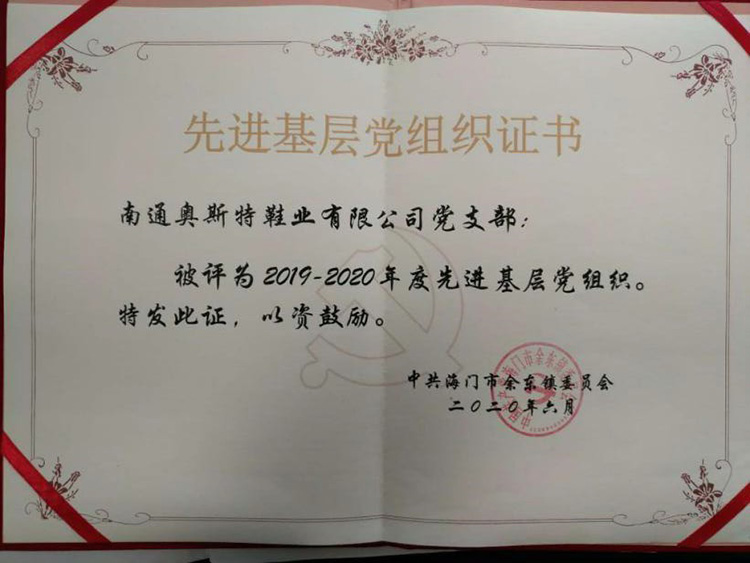 先进基层党组织证书
南通奥斯特鞋业有限公司党支部：
被评为2019-2020年度先进基层党组织。
特发此证，以资鼓励。
中共海门市余东镇委员会
二〇二〇年六月